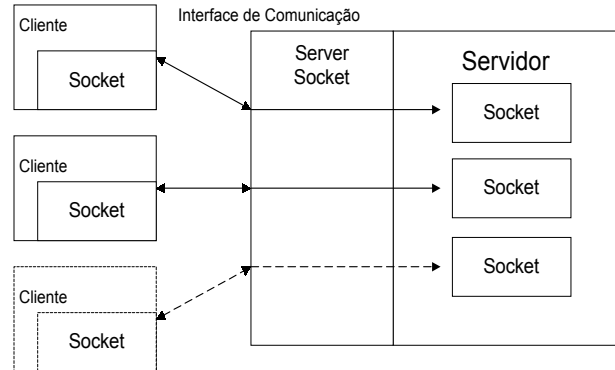 Interface de Comunicação
Cliente
Socket
Server
Socket
Servidor
Socket
Cliente
Socket
Socket
Cliente
Socket
Socket